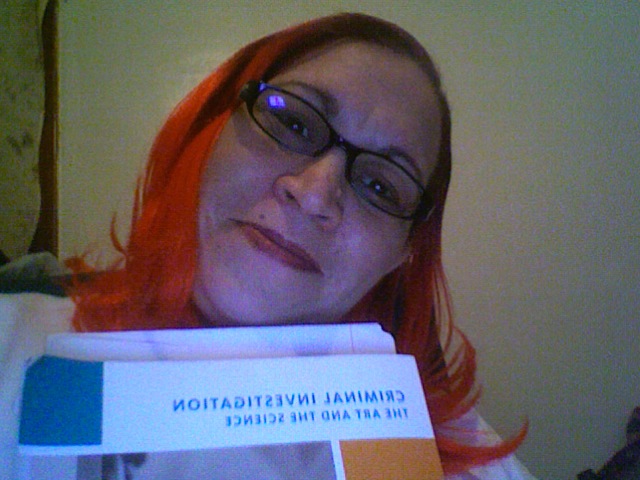 CRIMINAL INVESTIGATION
THE ART AND THE SCIENCE